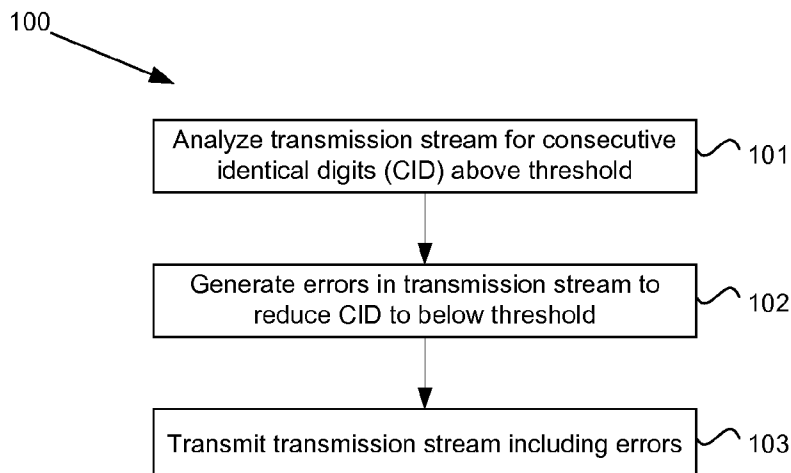 100
Analyze transmission stream for consecutive
identical digits (CID) above threshold
101
Generate errors in transmission stream to
reduce CID to below threshold
102
Transmit transmission stream including errors
103